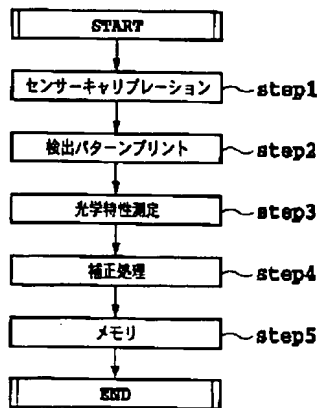 START
センサーキャリブレーション step1
検出パターンプリント step2
光学特性測定 step3
補正処理 step4
メモリ step5
END